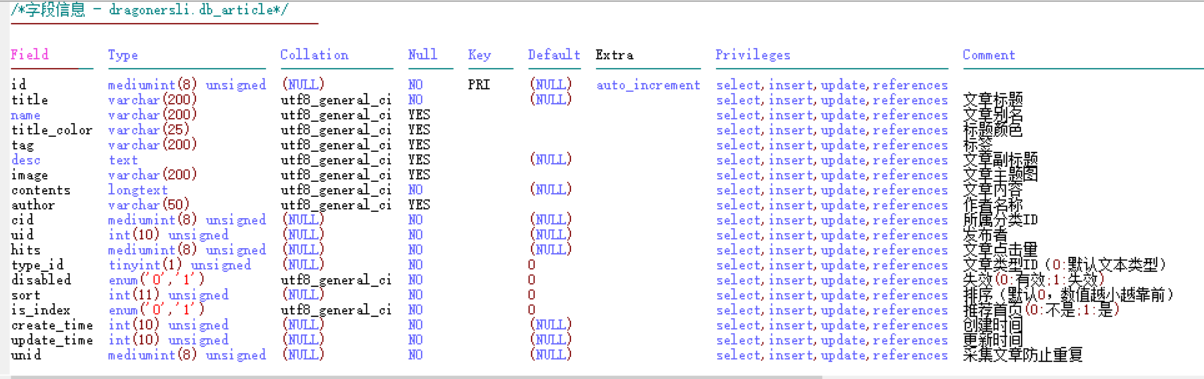 /*字段信息 - dragonersli.db_article*/
Field Type Collation Null Key Default Extra Privileges Comment
id mediumint(8) unsigned (NULL) NO PRI (NULL) auto_increment select,insert,update,references
title varchar(200) utf8_general_ci NO (NULL) select,insert,update,references 文章标题
name varchar(200) utf8_general_ci YES select,insert,update,references 文章别名
title_color varchar(25) utf8_general_ci YES select,insert,update,references 标题颜色
tag varchar(200) utf8_general_ci YES select,insert,update,references 标签
desc text utf8_general_ci YES (NULL) select,insert,update,references 文章副标题
image varchar(200) utf8_general_ci YES select,insert,update,references 文章主题图
contents longtext utf8_general_ci NO (NULL) select,insert,update,references 文章内容
author varchar(50) utf8_general_ci YES select,insert,update,references 作者名称
cid mediumint(8) unsigned (NULL) NO (NULL) select,insert,update,references 所属分类ID
uid int(10) unsigned (NULL) NO (NULL) select,insert,update,references 发布者
hits mediumint(8) unsigned (NULL) NO (NULL) select,insert,update,references 文章点击量
type_id tinyint(1) unsigned (NULL) NO 0 select,insert,update,references 文章类型ID（0:默认文本类型）
disabled enum('0','1') utf8_general_ci NO 0 select,insert,update,references 失效(0:有效;1:失效)
sort int(11) unsigned (NULL) NO 0 select,insert,update,references 排序（默认0，数值越小越靠前）
is_index enum('0','1') utf8_general_ci NO 0 select,insert,update,references 推荐首页(0:不是;1:是)
create_time int(10) unsigned (NULL) NO (NULL) select,insert,update,references 创建时间
update_time int(10) unsigned (NULL) NO (NULL) select,insert,update,references 更新时间
unid mediumint(8) unsigned (NULL) NO (NULL) select,insert,update,references 采集文章防止重复